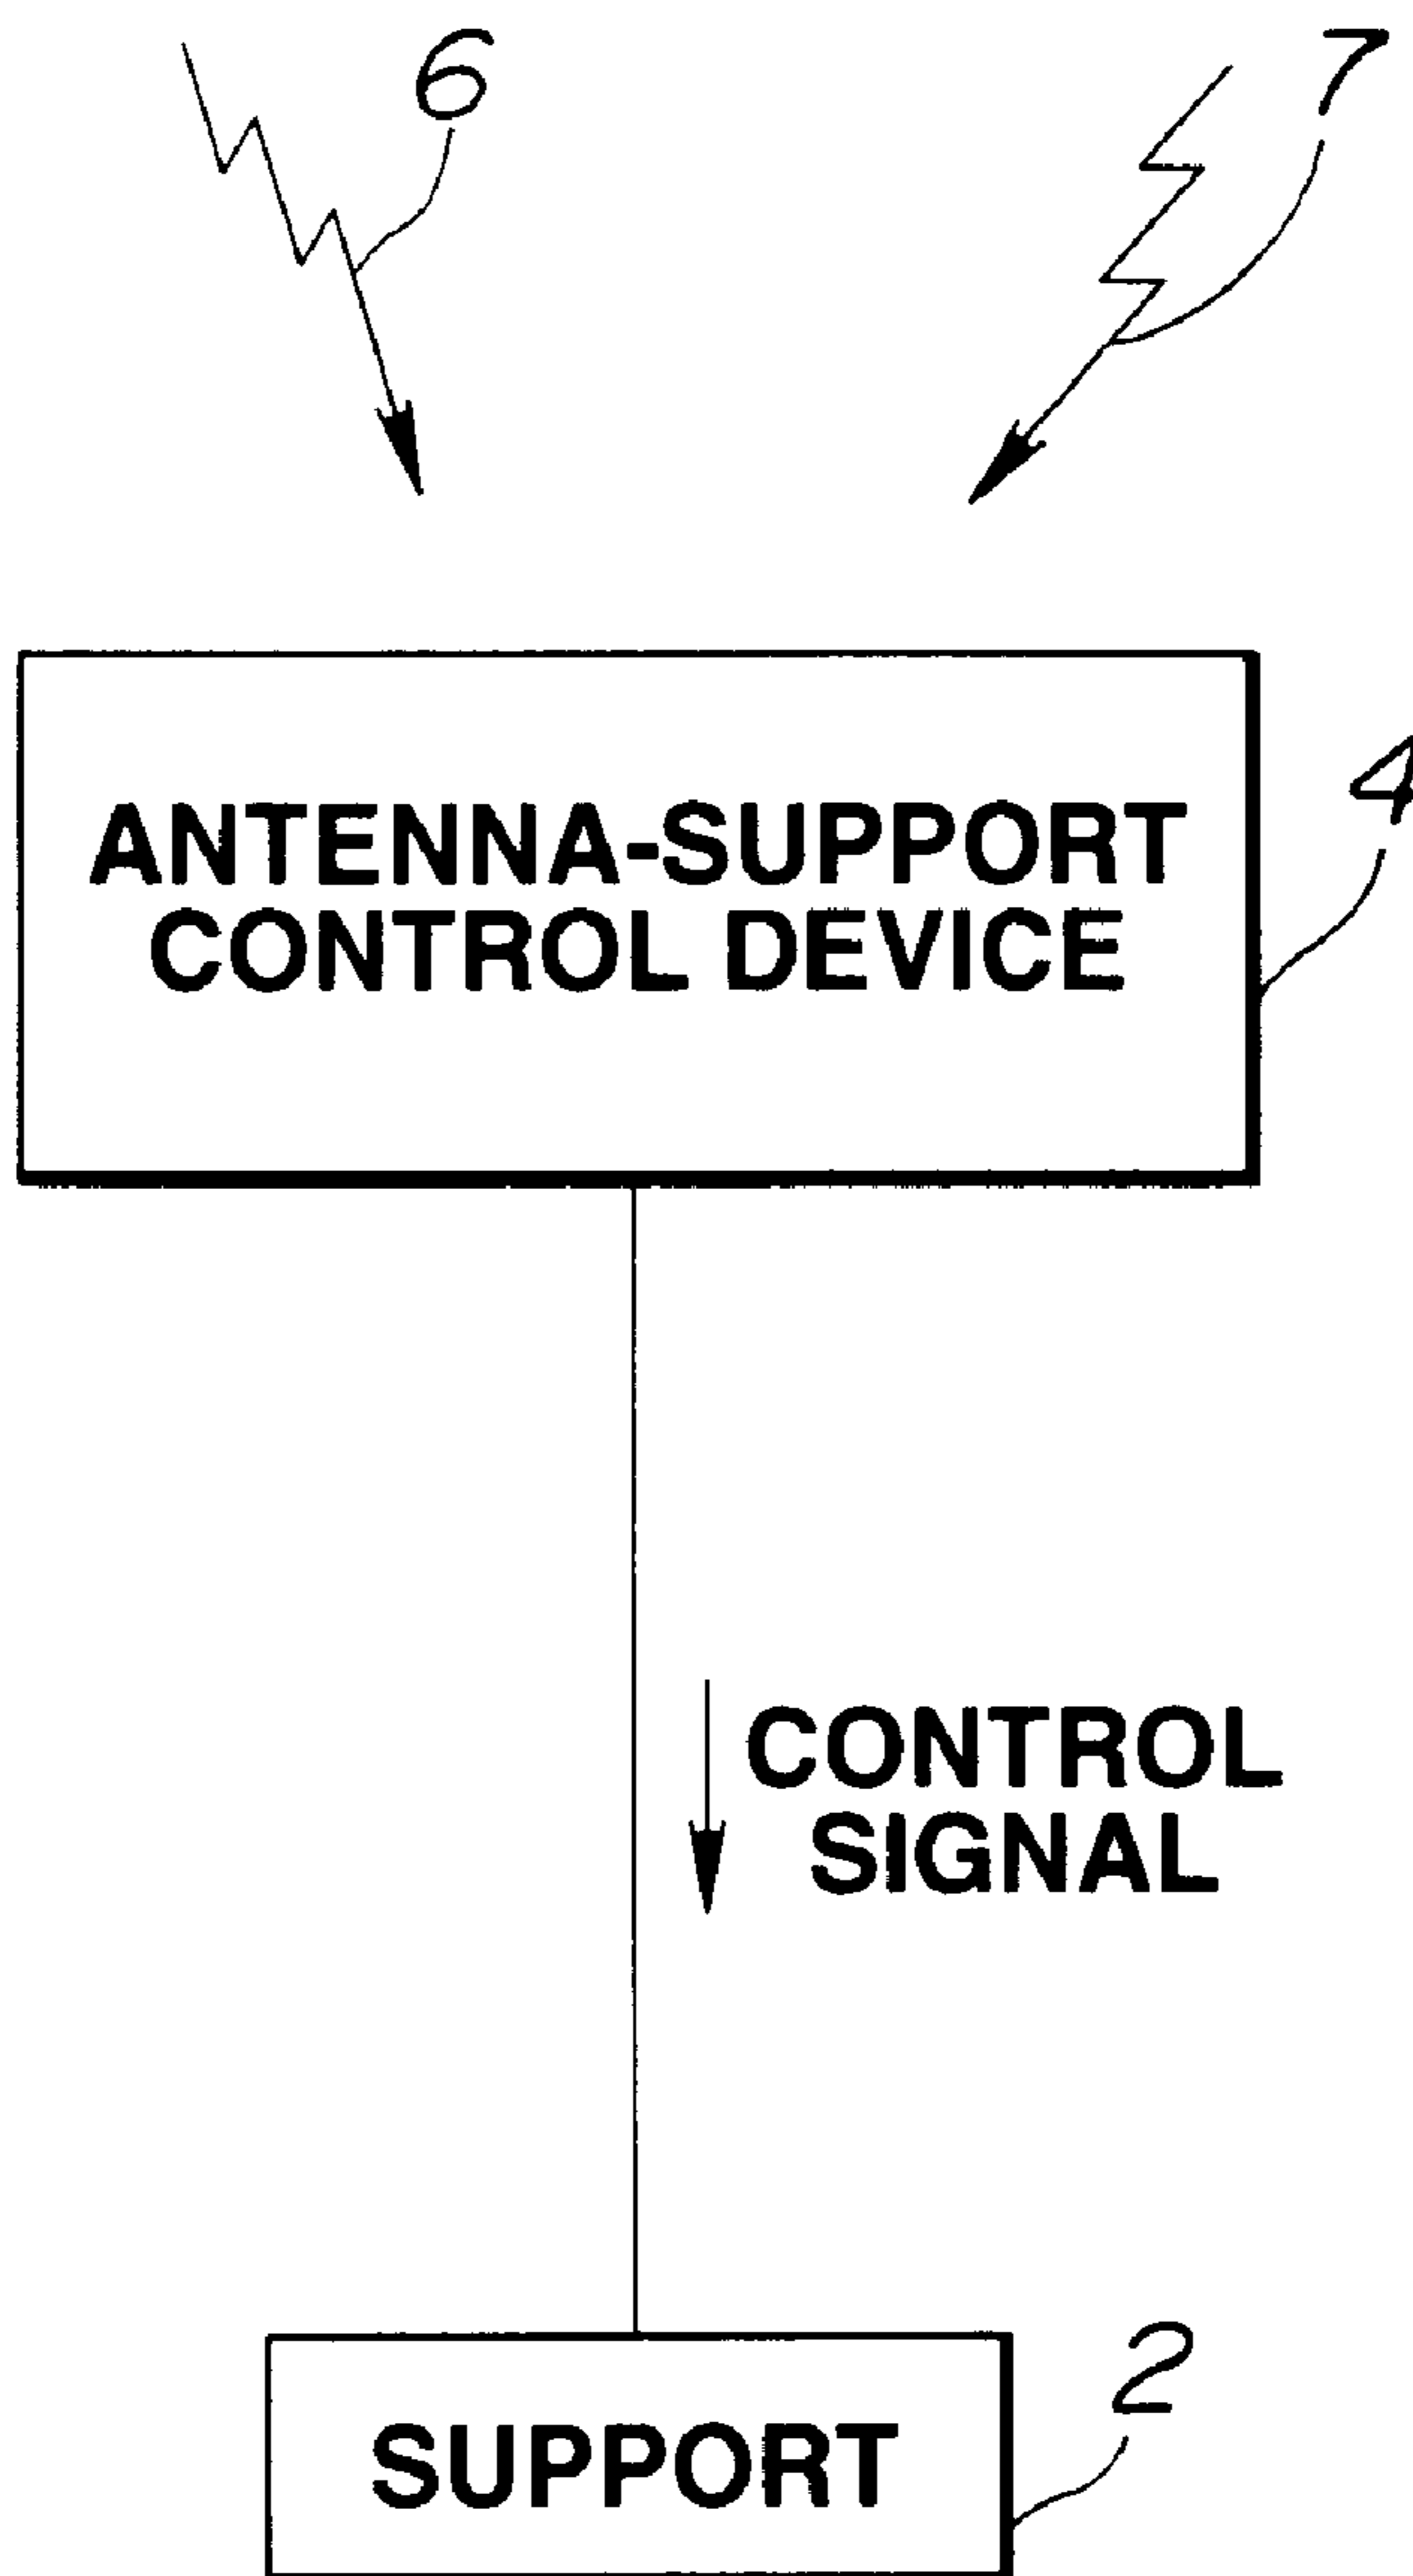 6
7
ANTENNA-SUPPORT
CONTROL DEVICE
4
CONTROL
SIGNAL
2
SUPPORT